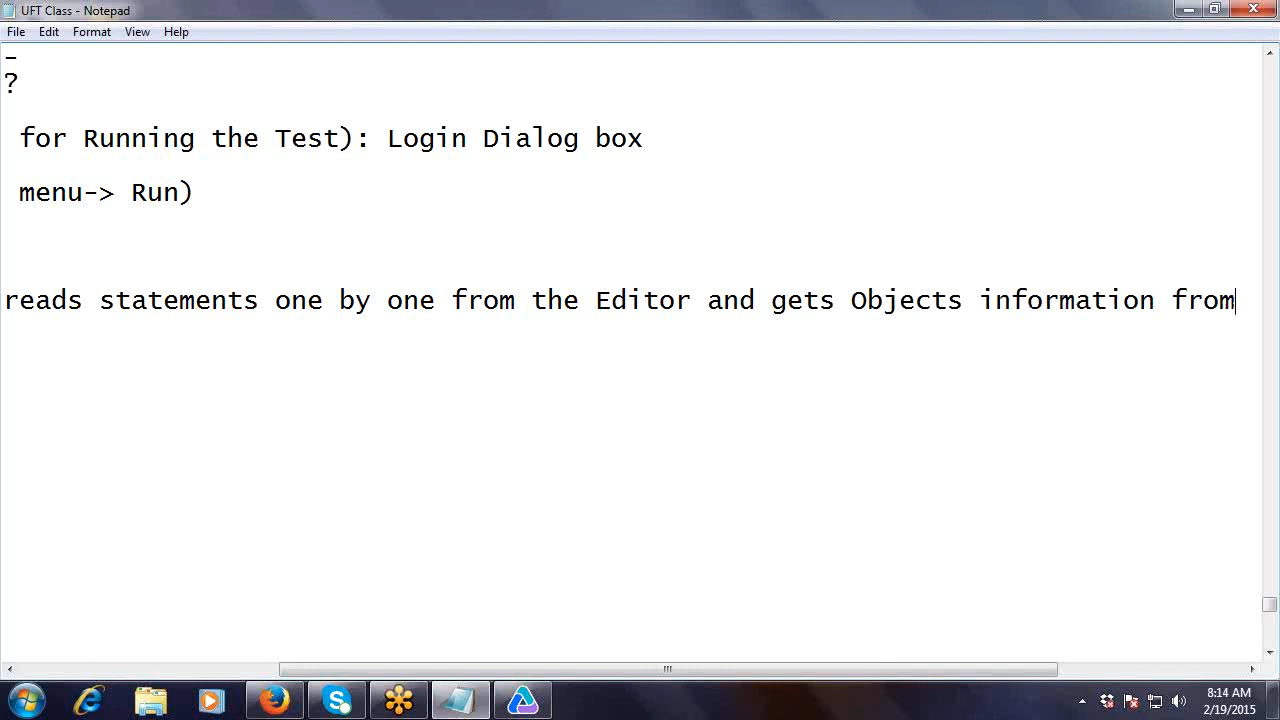 UFT Class - Notepad
File Edit Format View Help
-
?
for Running the Test): Login Dialog box
menu-> Run)
reads statements one by one from the Editor and gets Objects information from
8:14 AM
2/19/2015